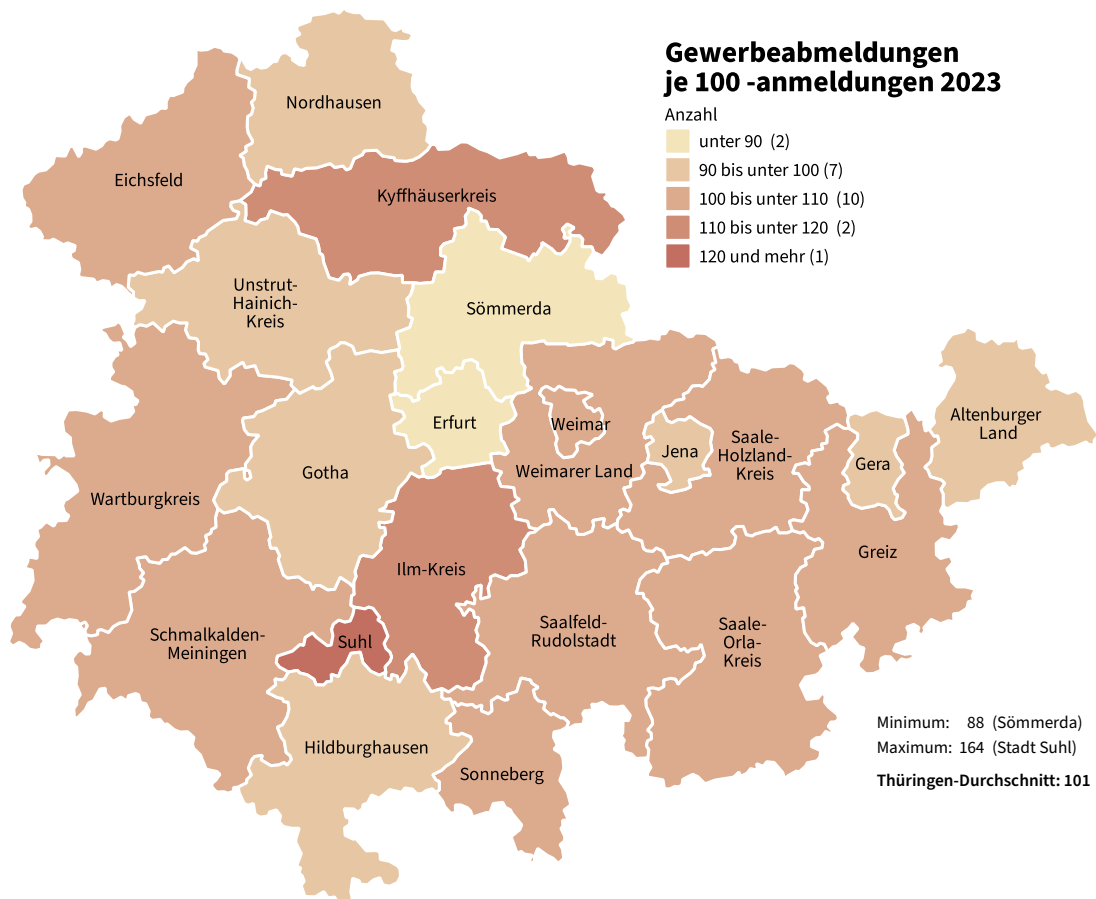 Gewerbeabmeldungen
je 100 -anmeldungen 2023
Anzahl
unter 90 (2)
90 bis unter 100 (7)
100 bis unter 110 (10)
110 bis unter 120 (2)
120 und mehr (1)
Nordhausen
Eichsfeld
Kyffhäuserkreis
Unstrut-
Hainich-
Kreis
Sömmerda
Erfurt
Weimar
Weimarer Land
Jena
Saale-
Holzland-
Kreis
Gera
Altenburger
Land
Gotha
Wartburgkreis
Greiz
Ilm-Kreis
Schmalkalden-
Meiningen
Suhl
Saalfeld-
Rudolstadt
Saale-
Orla-
Kreis
Hildburghausen
Sonneberg
Minimum: 88 (Sömmerda)
Maximum: 164 (Stadt Suhl)
Thüringen-Durchschnitt: 101